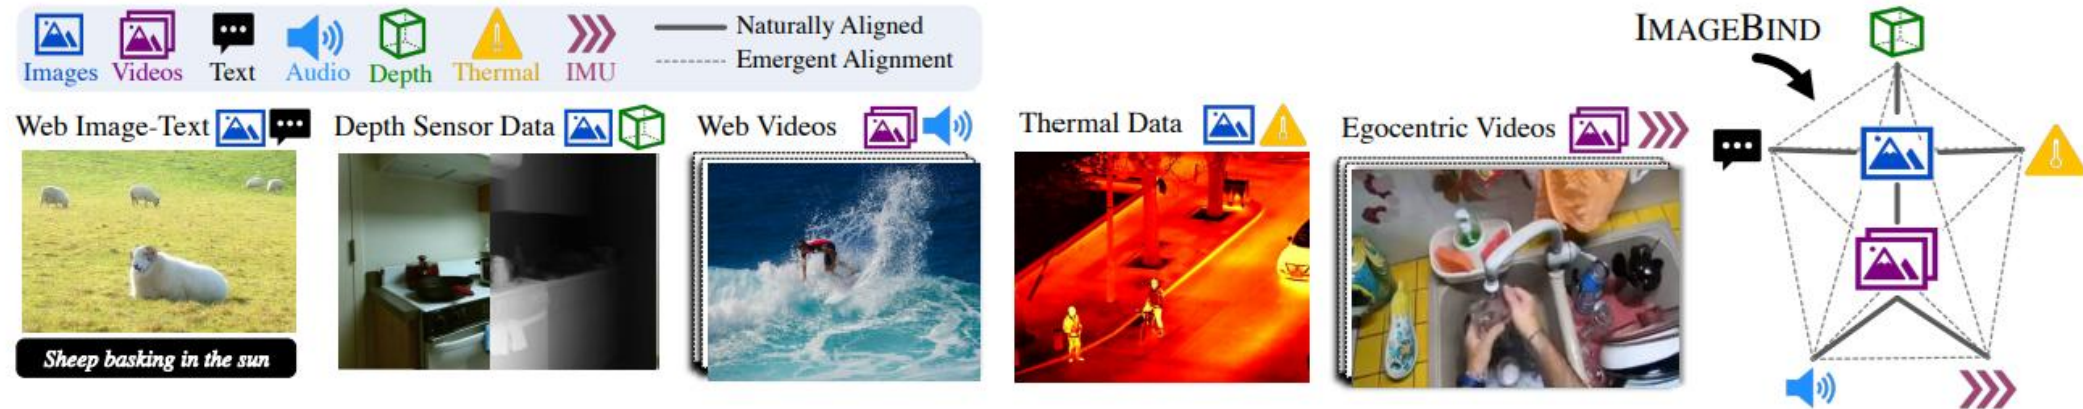 Images Videos Text Audio Depth Thermal IMU
Naturally Aligned
Emergent Alignment
IMAGEBIND
Web Image-Text
Depth Sensor Data
Web Videos
Thermal Data
Egocentric Videos
Sheep basking in the sun